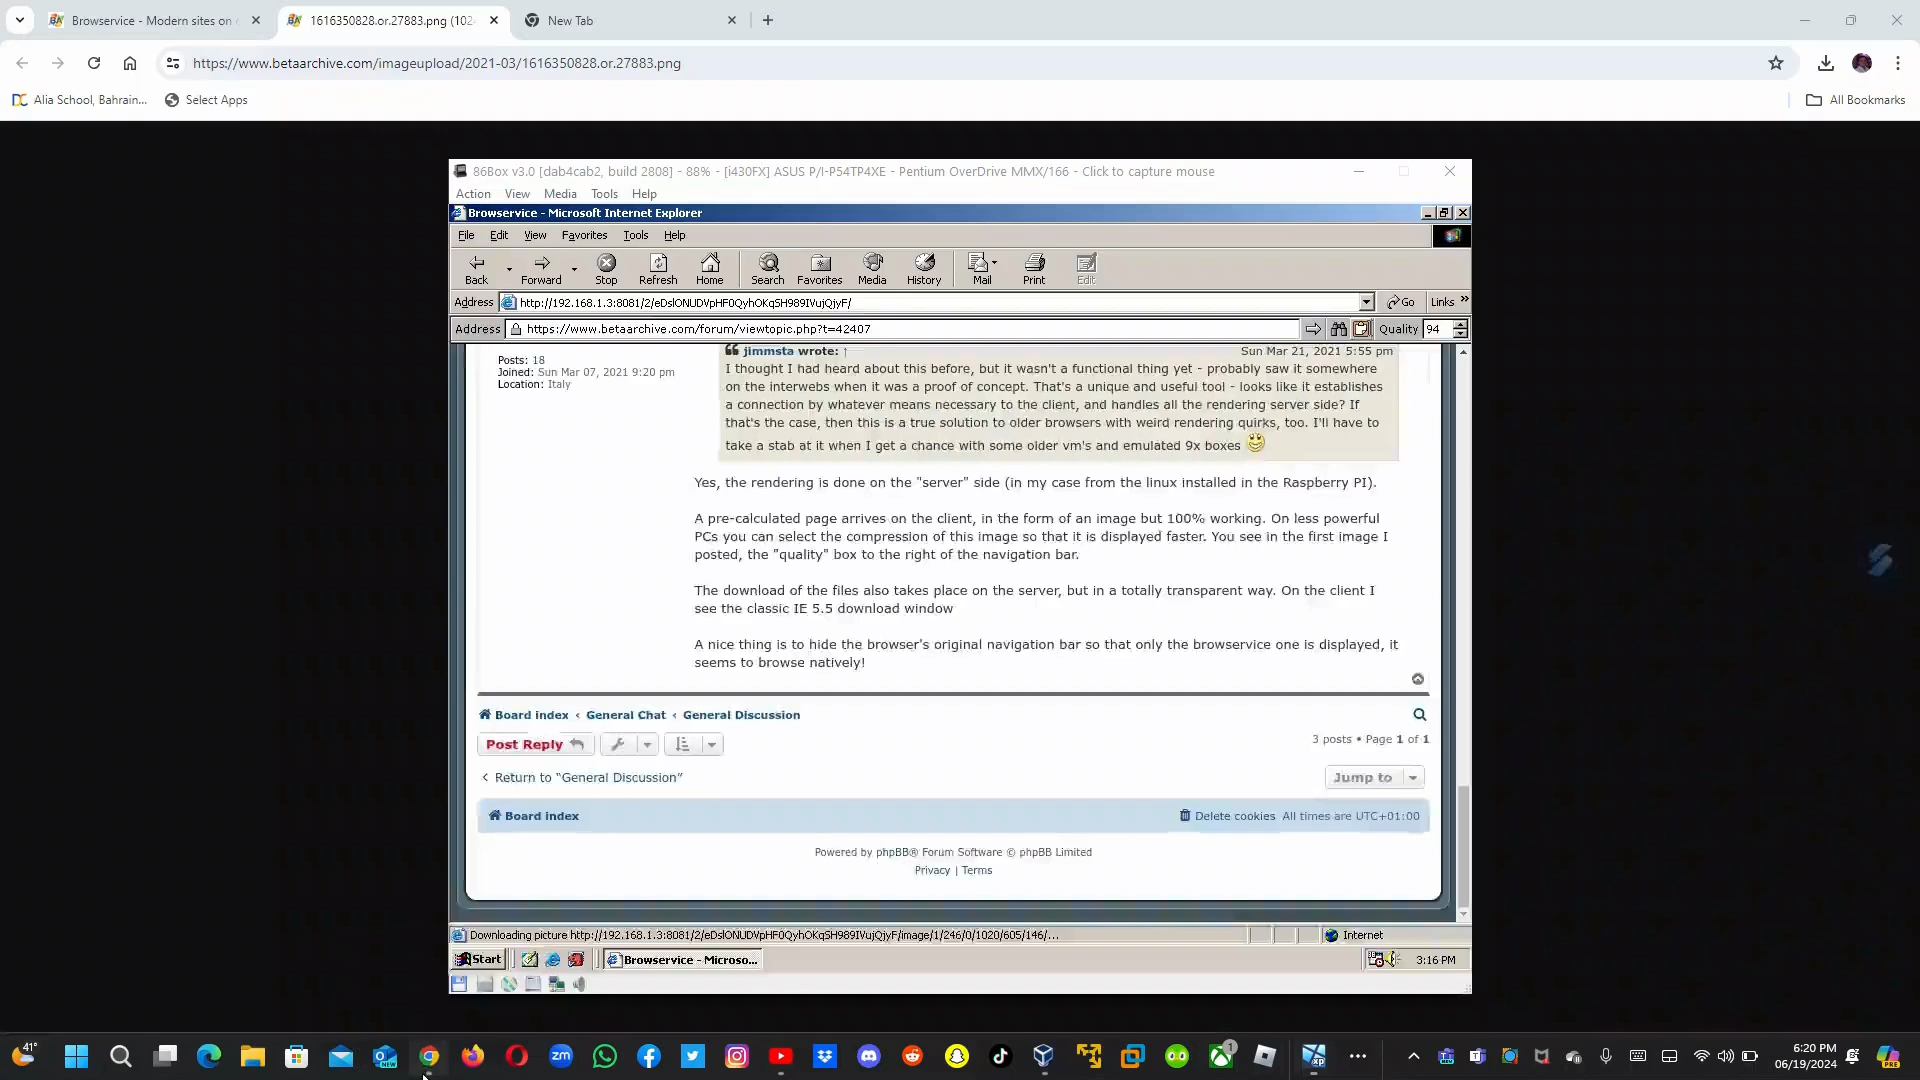 Browservice - Modern sites on
1616350828.or.27883.png (102
New Tab
https://www.betaarchive.com/imageupload/2021-03/1616350828.or.27883.png
Alia School, Bahrain...
Select Apps
All Bookmarks
86Box v3.0 [dab4cab2, build 2808] - 88% - [i430FX] ASUS P/I-P54TP4XE - Pentium OverDrive MMX/166 - Click to capture mouse
Action View Media Tools Help
Browservice - Microsoft Internet Explorer
File Edit View Favorites Tools Help
Back Forward Stop Refresh Home Search Favorites Media History Mail Print Edit
Address http://192.168.1.3:8081/2/eDslONUDVpHF0QyhOKqSH989IVujQjyF/ Go Links »
Address https://www.betaarchive.com/forum/viewtopic.php?t=42407 Quality 94
Posts: 18
Joined: Sun Mar 07, 2021 9:20 pm
Location: Italy
jimmsta wrote: ↑ Sun Mar 21, 2021 5:55 pm
I thought I had heard about this before, but it wasn't a functional thing yet - probably saw it somewhere
on the interwebs when it was a proof of concept. That's a unique and useful tool - looks like it establishes
a connection by whatever means necessary to the client, and handles all the rendering server side? If
that's the case, then this is a true solution to older browsers with weird rendering quirks, too. I'll have to
take a stab at it when I get a chance with some older vm's and emulated 9x boxes
Yes, the rendering is done on the "server" side (in my case from the linux installed in the Raspberry PI).
A pre-calculated page arrives on the client, in the form of an image but 100% working. On less powerful
PCs you can select the compression of this image so that it is displayed faster. You see in the first image I
posted, the "quality" box to the right of the navigation bar.
The download of the files also takes place on the server, but in a totally transparent way. On the client I
see the classic IE 5.5 download window
A nice thing is to hide the browser's original navigation bar so that only the browservice one is displayed, it
seems to browse natively!
Board index ‹ General Chat ‹ General Discussion
Post Reply
3 posts • Page 1 of 1
Return to “General Discussion”
Jump to
Board index
Delete cookies All times are UTC+01:00
Powered by phpBB® Forum Software © phpBB Limited
Privacy | Terms
Downloading picture http://192.168.1.3:8081/2/eDslONUDVpHF0QyhOKqSH989IVujQjyF/image/1/246/0/1020/605/146/...
Internet
Start
Browservice - Microso...
3:16 PM
41°
NEW
zm
1
xp
PRE
6:20 PM
06/19/2024